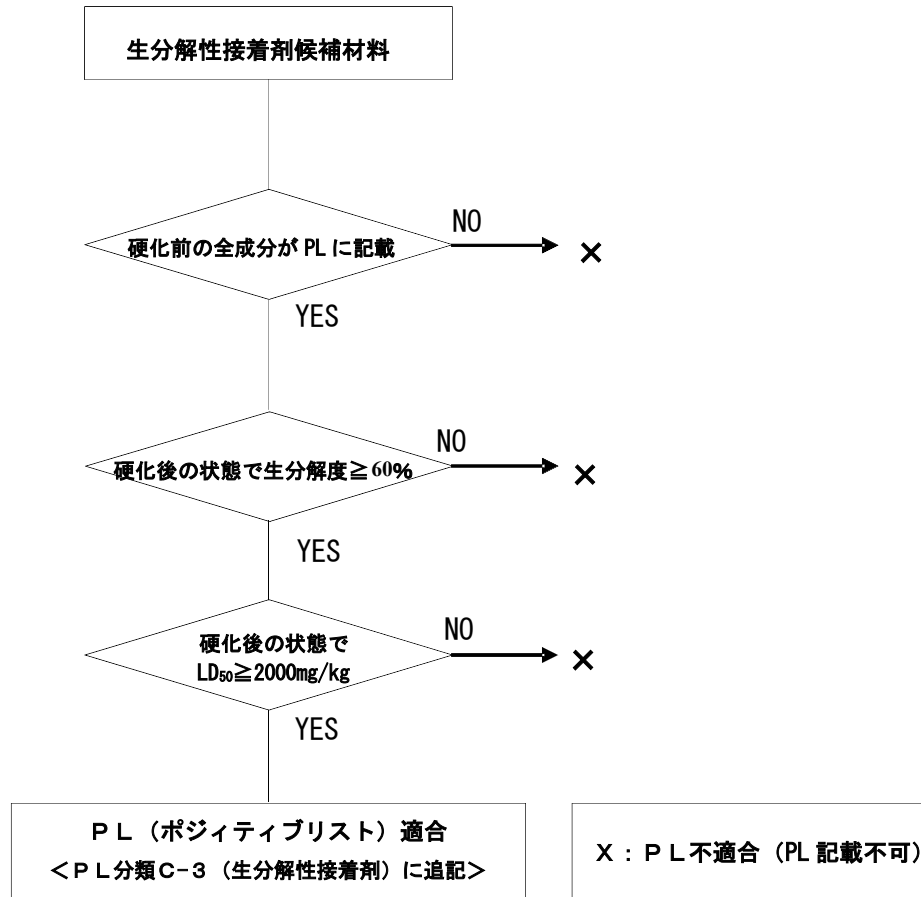 生分解性接着剤候補材料
硬化前の全成分が PL に記載
NO
×
YES
硬化後の状態で生分解度≧60%
NO
×
YES
硬化後の状態で
LD₅₀≧2000mg/kg
NO
×
YES
ＰＬ（ポジィティブリスト）適合
＜ＰＬ分類Ｃ-３（生分解性接着剤）に追記＞
Ｘ：ＰＬ不適合（PL 記載不可）